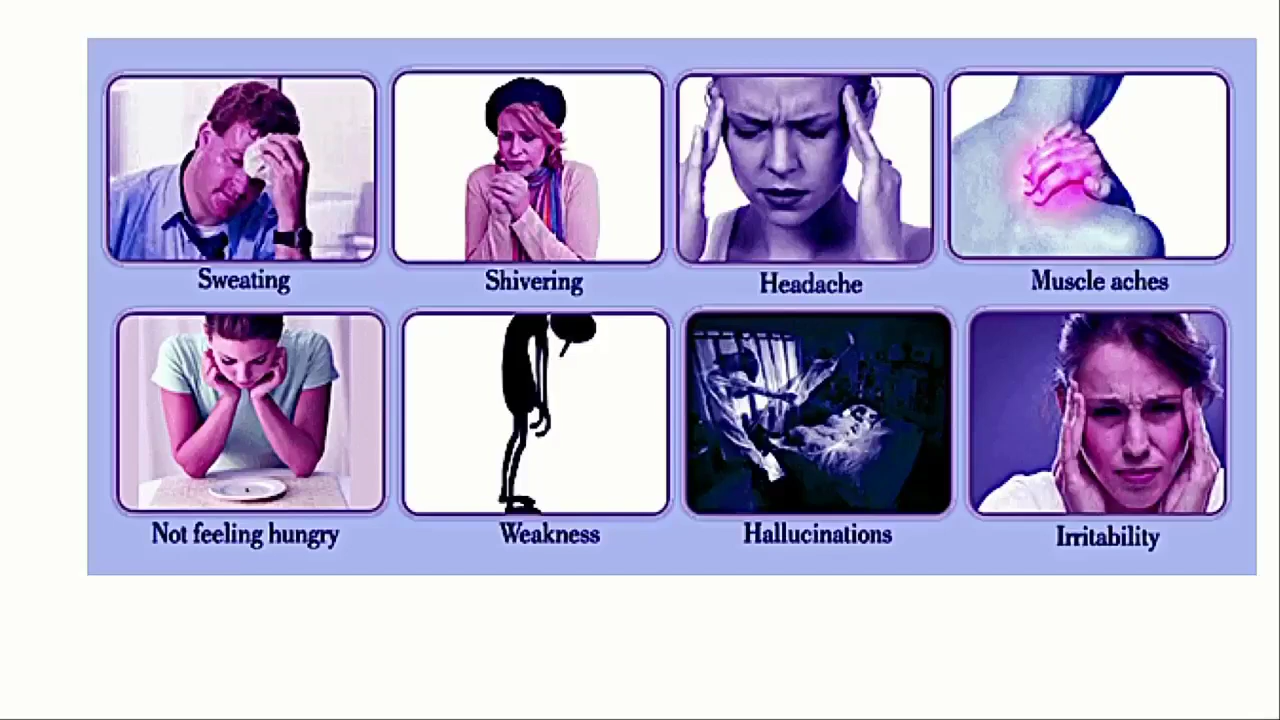 Sweating
Shivering
Headache
Muscle aches
Not feeling hungry
Weakness
Hallucinations
Irritability